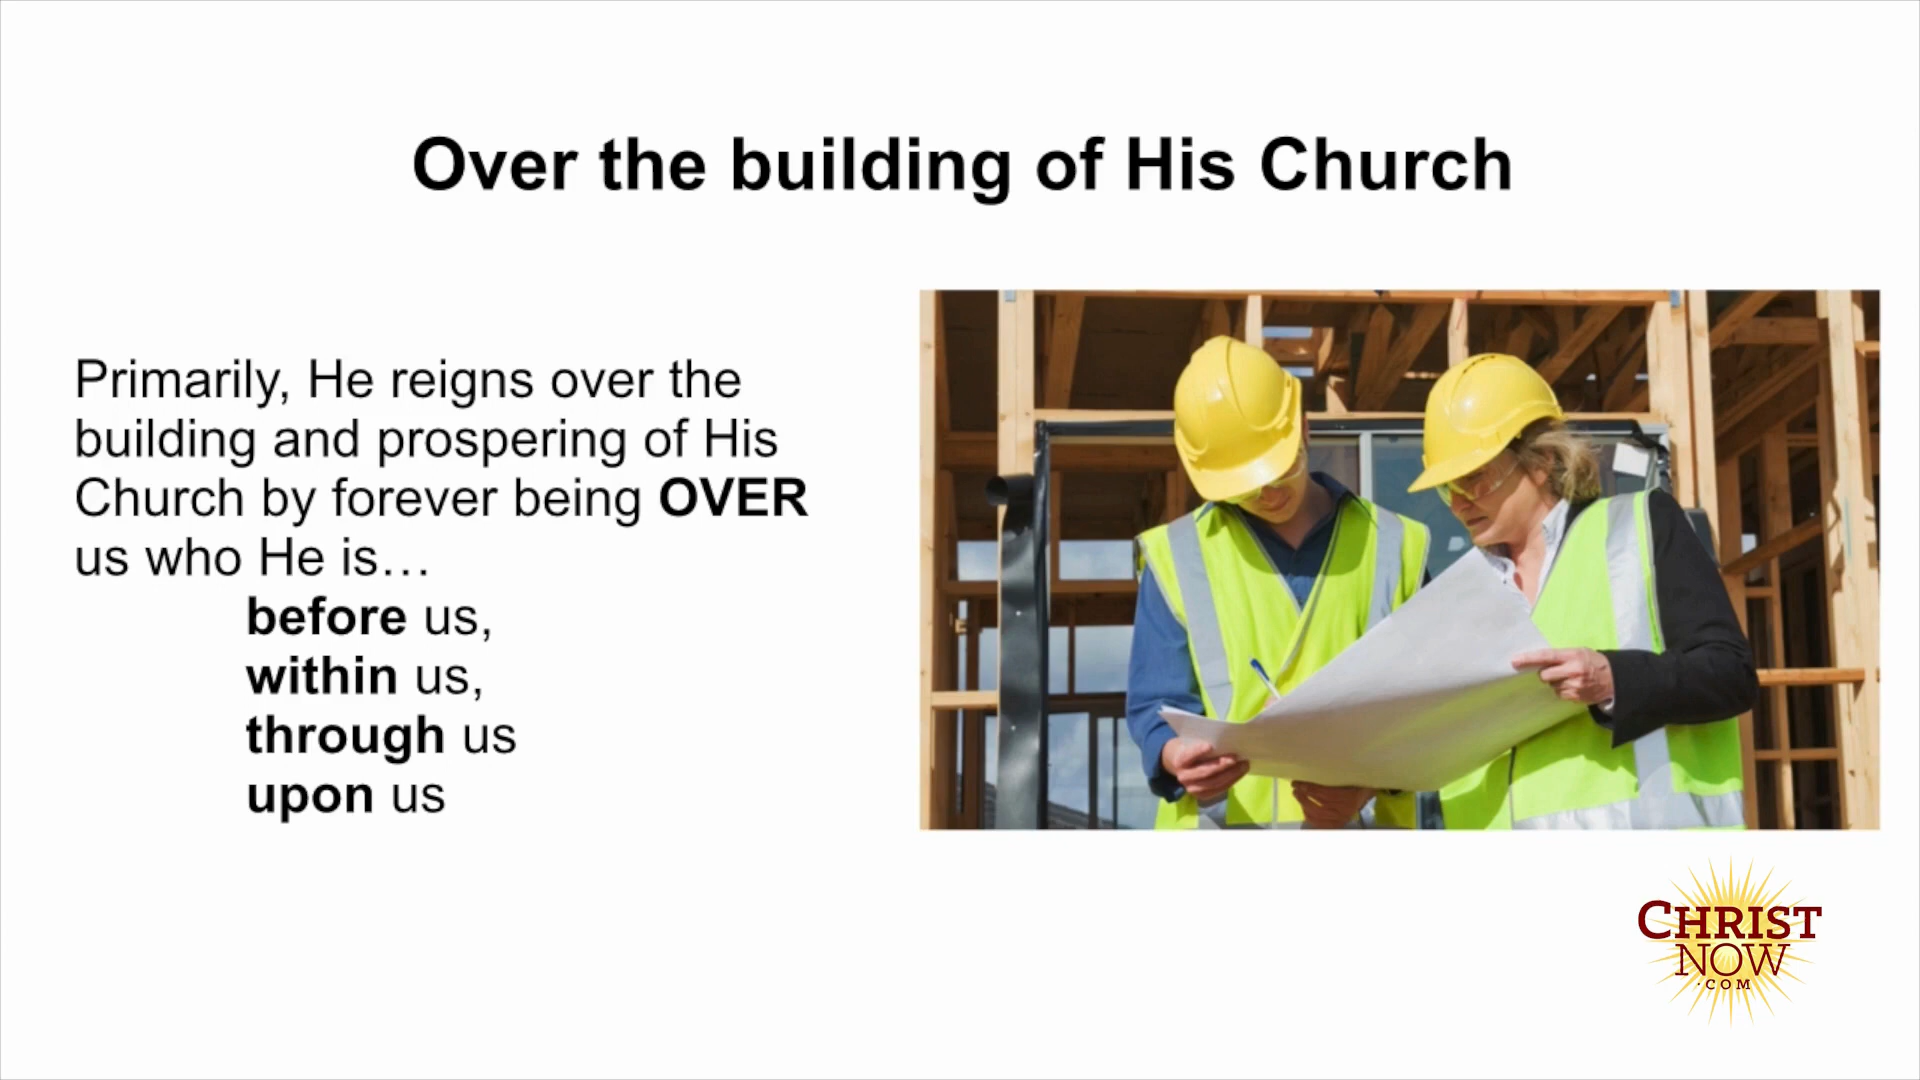 Over the building of His Church
Primarily, He reigns over the
building and prospering of His
Church by forever being OVER
us who He is…
before us,
within us,
through us
upon us
CHRIST
NOW
.COM